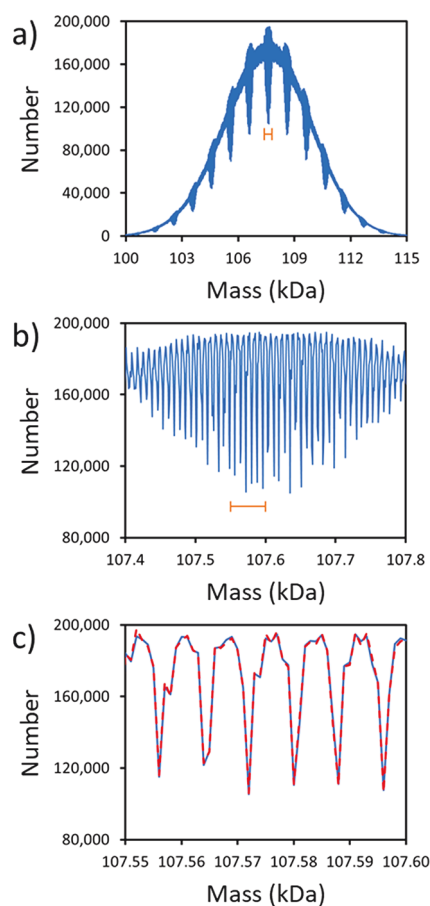 a)
200,000
160,000
120,000
80,000
40,000
0
Number
100 103 106 109 112 115
Mass (kDa)
b)
200,000
160,000
120,000
80,000
Number
107.4 107.5 107.6 107.7 107.8
Mass (kDa)
c)
200,000
160,000
120,000
80,000
Number
107.55 107.56 107.57 107.58 107.59 107.60
Mass (kDa)